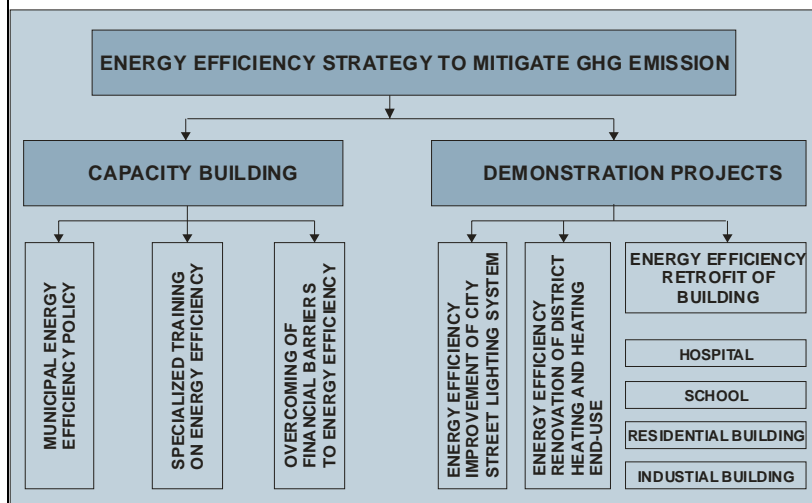 ENERGY EFFICIENCY STRATEGY TO MITIGATE GHG EMISSION
CAPACITY BUILDING
DEMONSTRATION PROJECTS
MUNICIPAL ENERGY
EFFICIENCY POLICY
SPECIALIZED TRAINING
ON ENERGY EFFICIENCY
OVERCOMING OF
FINANCIAL BARRIERS
TO ENERGY EFFICIENCY
ENERGY EFFICIENCY
IMPROVEMENT OF CITY
STREET LIGHTING SYSTEM
ENERGY EFFICIENCY
RENOVATION OF DISTRICT
HEATING AND HEATING
END-USE
ENERGY EFFICIENCY
RETROFIT OF
BUILDING
HOSPITAL
SCHOOL
RESIDENTIAL BUILDING
INDUSTIAL BUILDING